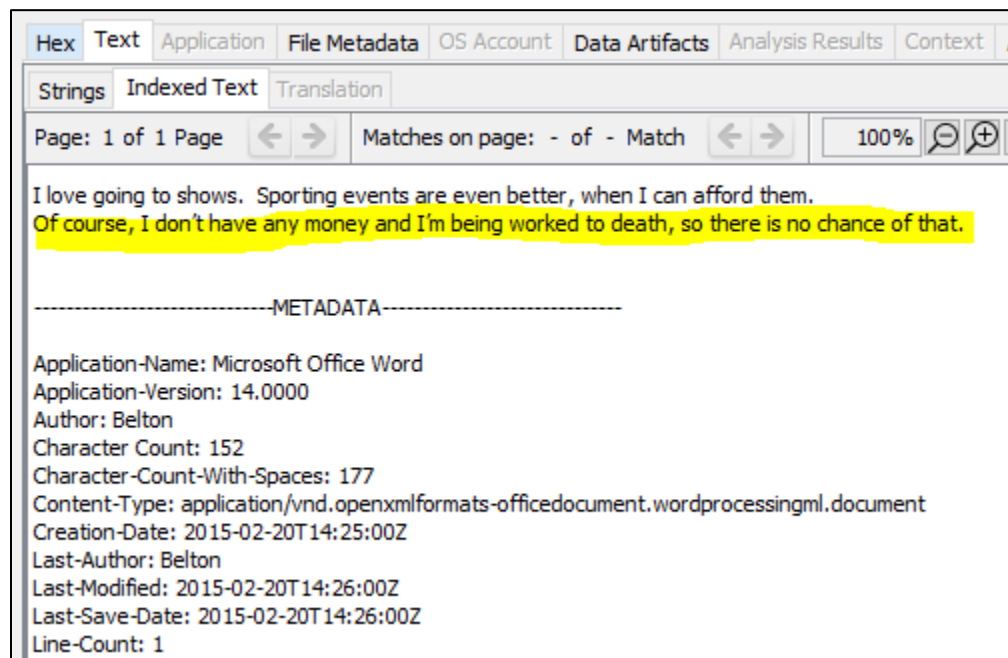 Hex Text Application File Metadata OS Account Data Artifacts Analysis Results Context
Strings Indexed Text Translation
Page: 1 of 1 Page Matches on page: - of - Match 100%
I love going to shows.  Sporting events are even better, when I can afford them.
Of course, I don’t have any money and I’m being worked to death, so there is no chance of that.
------------------------------METADATA------------------------------
Application-Name: Microsoft Office Word
Application-Version: 14.0000
Author: Belton
Character Count: 152
Character-Count-With-Spaces: 177
Content-Type: application/vnd.openxmlformats-officedocument.wordprocessingml.document
Creation-Date: 2015-02-20T14:25:00Z
Last-Author: Belton
Last-Modified: 2015-02-20T14:26:00Z
Last-Save-Date: 2015-02-20T14:26:00Z
Line-Count: 1